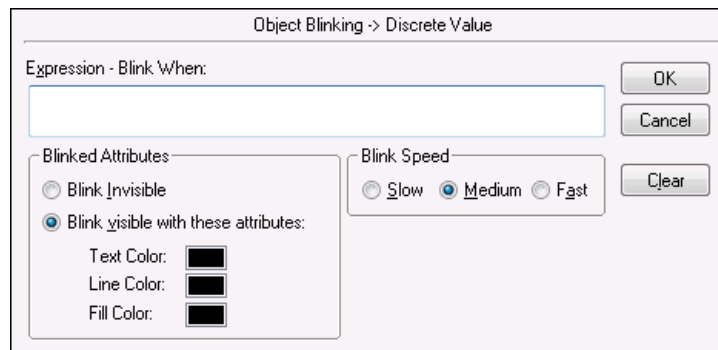 Object Blinking -> Discrete Value
Expression - Blink When:
OK
Cancel
Blinked Attributes
Blink Speed
Clear
Blink Invisible
Slow Medium Fast
Blink visible with these attributes:
Text Color:
Line Color:
Fill Color: